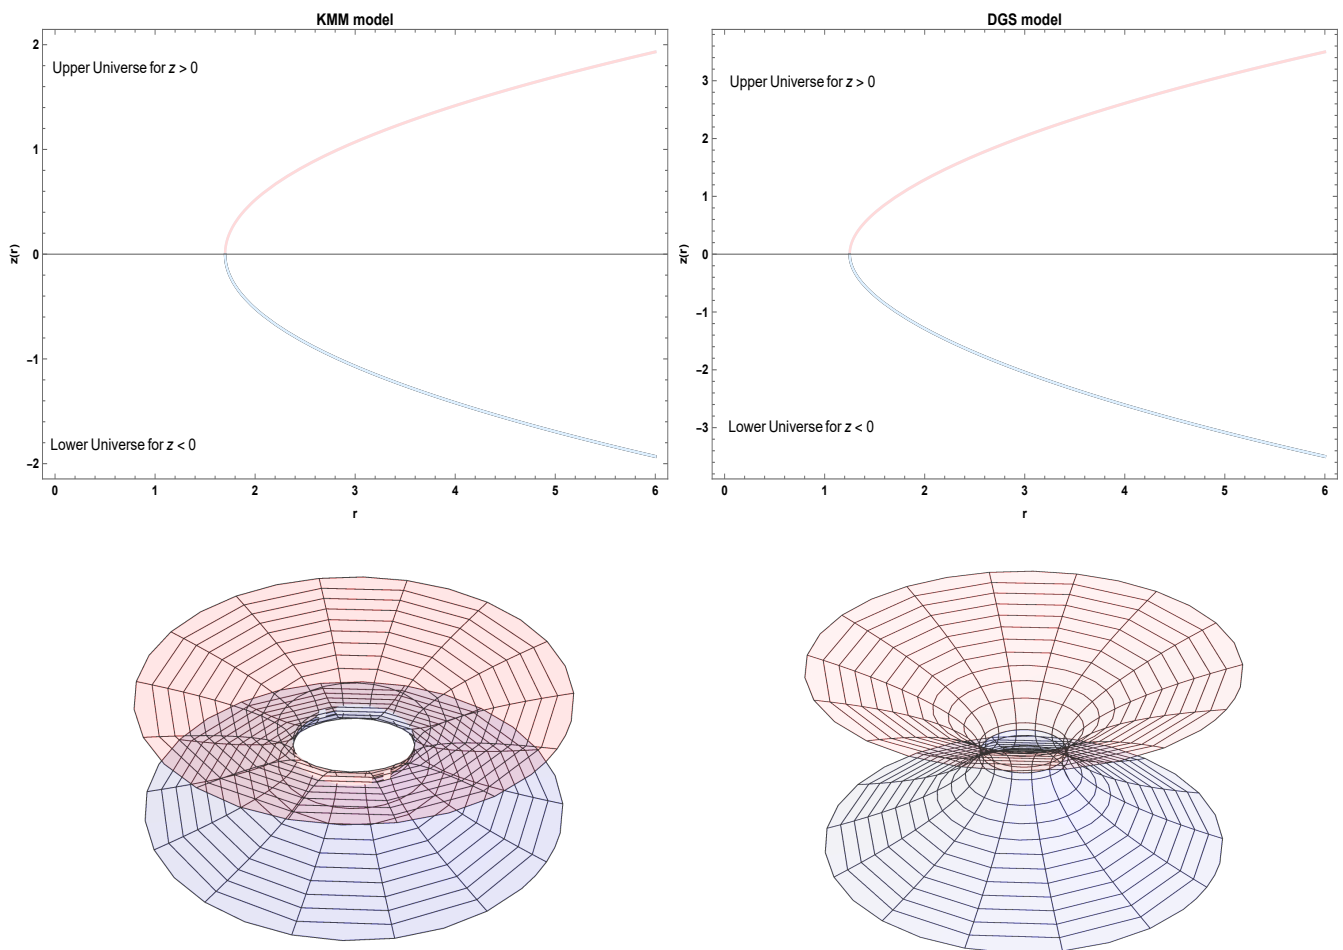 KMM model
2
1
0
−1
−2
z(r)
Upper Universe for z > 0
Lower Universe for z < 0
0 1 2 3 4 5 6
r
DGS model
3
2
1
0
−1
−2
−3
z(r)
Upper Universe for z > 0
Lower Universe for z < 0
0 1 2 3 4 5 6
r